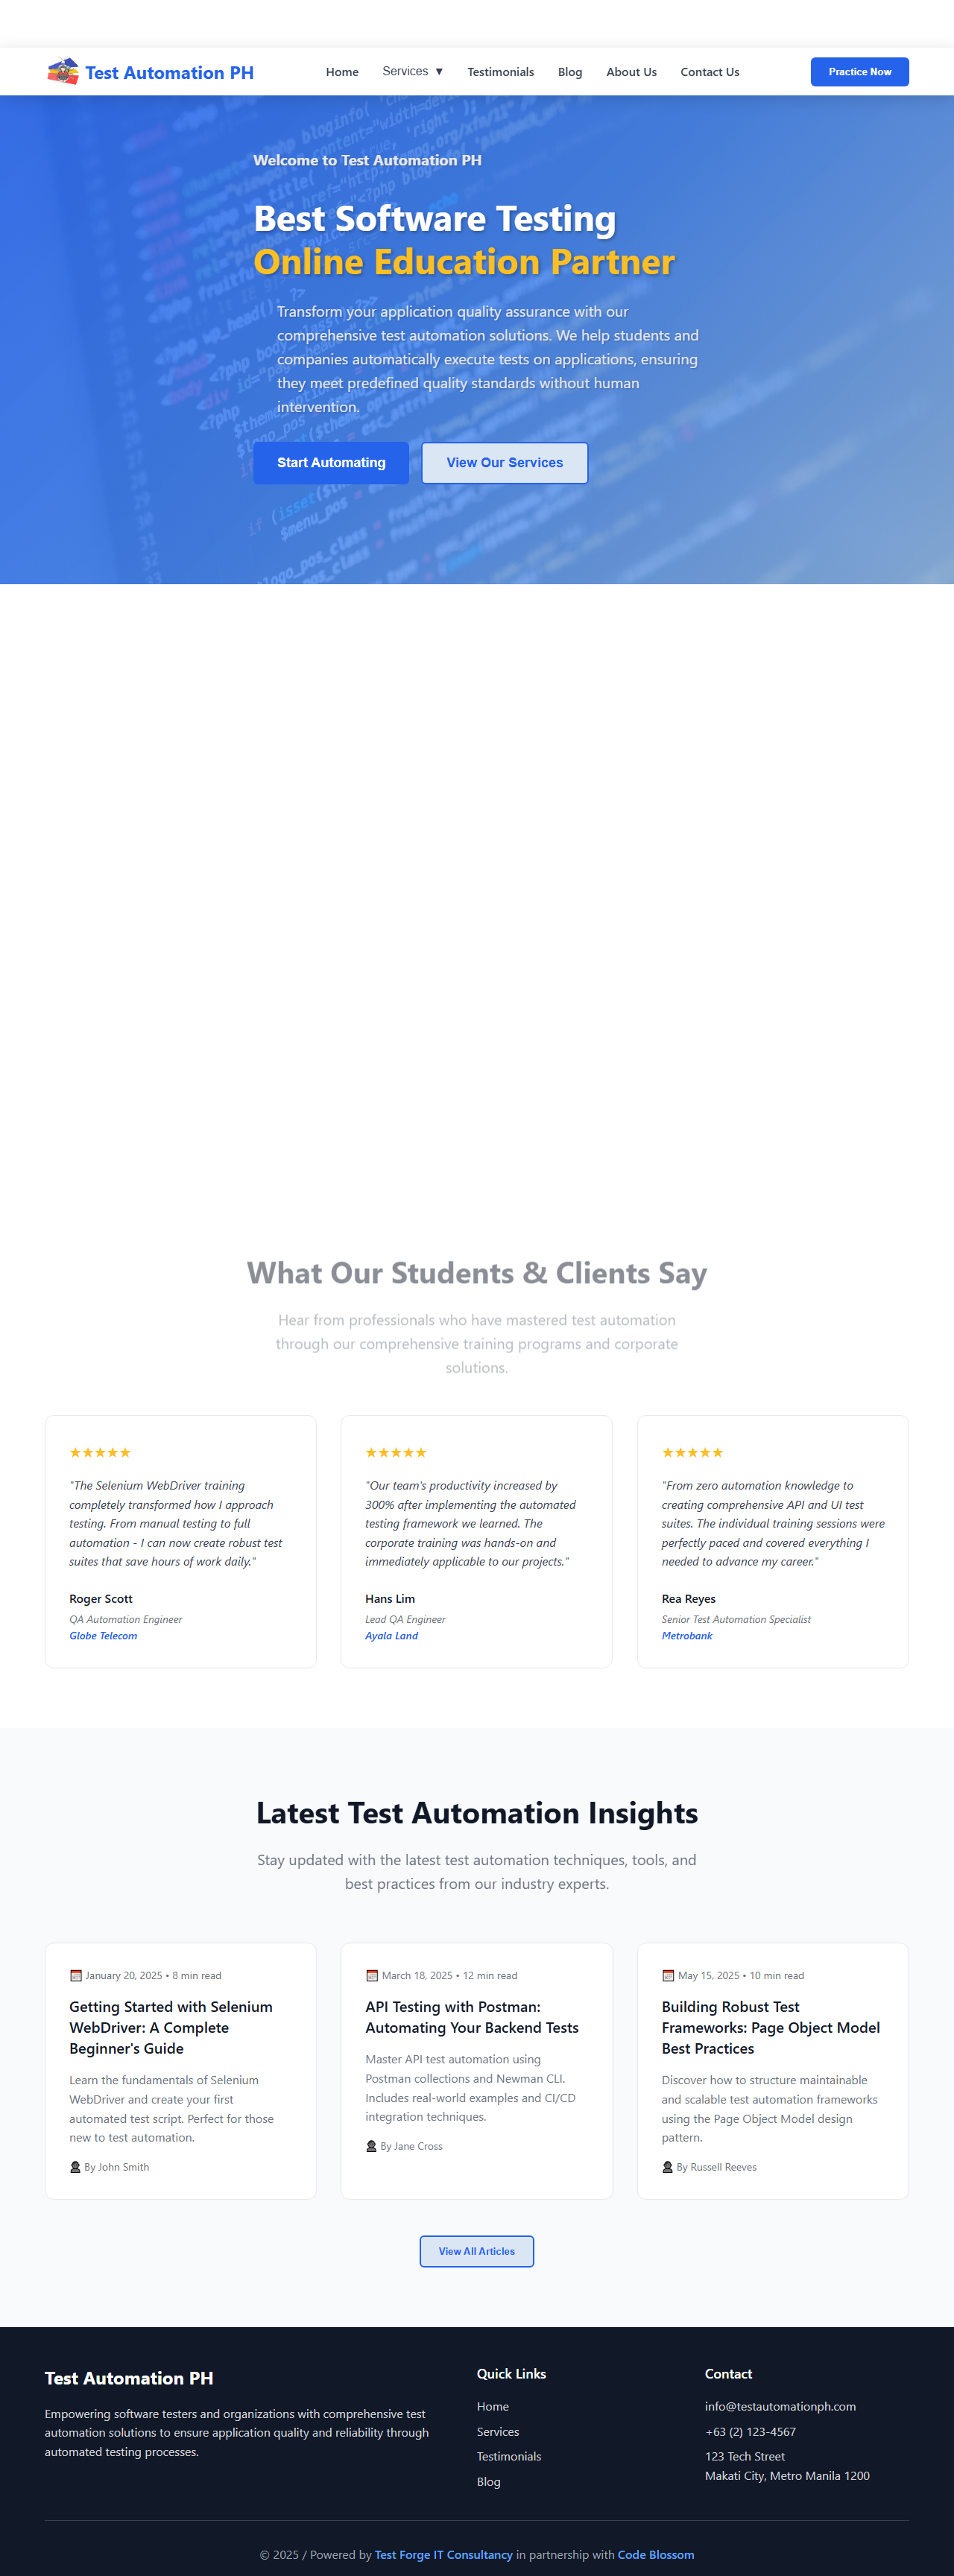 Test Automation PH
Home
Services ▼
Testimonials
Blog
About Us
Contact Us
Practice Now
Welcome to Test Automation PH
Best Software Testing
Online Education Partner
Transform your application quality assurance with our
comprehensive test automation solutions. We help students and
companies automatically execute tests on applications, ensuring
they meet predefined quality standards without human
intervention.
Start Automating
View Our Services
What Our Students & Clients Say
Hear from professionals who have mastered test automation
through our comprehensive training programs and corporate
solutions.
★★★★★
"The Selenium WebDriver training
completely transformed how I approach
testing. From manual testing to full
automation - I can now create robust test
suites that save hours of work daily."
Roger Scott
QA Automation Engineer
Globe Telecom
★★★★★
"Our team's productivity increased by
300% after implementing the automated
testing framework we learned. The
corporate training was hands-on and
immediately applicable to our projects."
Hans Lim
Lead QA Engineer
Ayala Land
★★★★★
"From zero automation knowledge to
creating comprehensive API and UI test
suites. The individual training sessions were
perfectly paced and covered everything I
needed to advance my career."
Rea Reyes
Senior Test Automation Specialist
Metrobank
Latest Test Automation Insights
Stay updated with the latest test automation techniques, tools, and
best practices from our industry experts.
January 20, 2025 • 8 min read
Getting Started with Selenium
WebDriver: A Complete
Beginner's Guide
Learn the fundamentals of Selenium
WebDriver and create your first
automated test script. Perfect for those
new to test automation.
By John Smith
March 18, 2025 • 12 min read
API Testing with Postman:
Automating Your Backend Tests
Master API test automation using
Postman collections and Newman CLI.
Includes real-world examples and CI/CD
integration techniques.
By Jane Cross
May 15, 2025 • 10 min read
Building Robust Test
Frameworks: Page Object Model
Best Practices
Discover how to structure maintainable
and scalable test automation frameworks
using the Page Object Model design
pattern.
By Russell Reeves
View All Articles
Test Automation PH
Empowering software testers and organizations with comprehensive test
automation solutions to ensure application quality and reliability through
automated testing processes.
Quick Links
Home
Services
Testimonials
Blog
Contact
info@testautomationph.com
+63 (2) 123-4567
123 Tech Street
Makati City, Metro Manila 1200
© 2025 / Powered by Test Forge IT Consultancy in partnership with Code Blossom